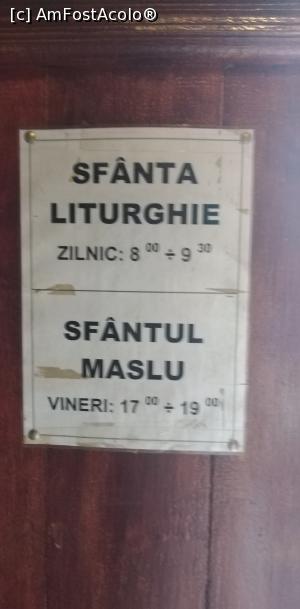 [c] AmFostAcolo®
SFÂNTA
LITURGHIE
ZILNIC: 8 00 ÷ 9 30
SFÂNTUL
MASLU
VINERI: 17 00 ÷ 19 00